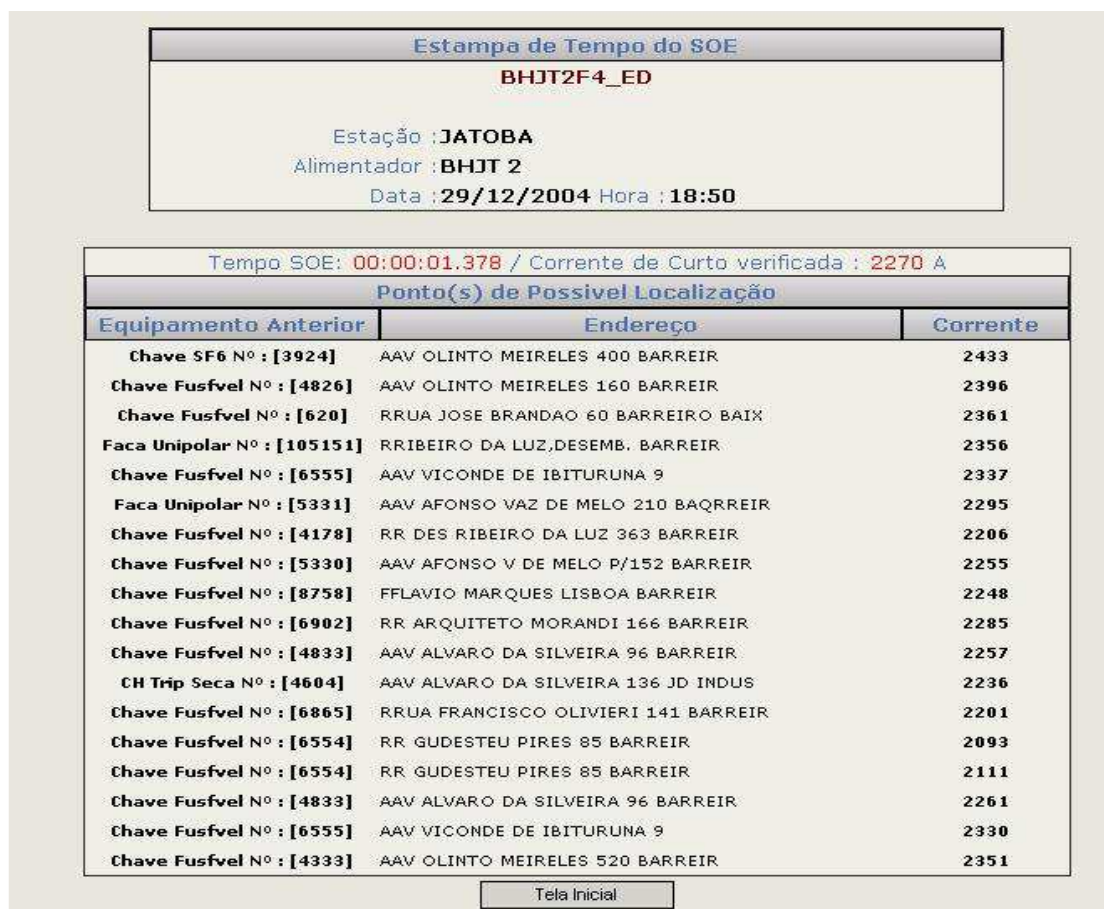 Estampa de Tempo do SOE
BHJT2F4_ED
Estação :JATOBA
Alimentador :BHJT 2
Data :29/12/2004 Hora :18:50
Tempo SOE: 00:00:01.378 / Corrente de Curto verificada : 2270 A
Ponto(s) de Possivel Localização
Equipamento Anterior Endereço Corrente
Chave SF6 Nº : [3924] AAV OLINTO MEIRELES 400 BARREIR 2433
Chave Fusfvel Nº : [4826] AAV OLINTO MEIRELES 160 BARREIR 2396
Chave Fusfvel Nº : [620] RRUA JOSE BRANDAO 60 BARREIRO BAIX 2361
Faca Unipolar Nº : [105151] RRIBEIRO DA LUZ,DESEMB. BARREIR 2356
Chave Fusfvel Nº : [6555] AAV VICONDE DE IBITURUNA 9 2337
Faca Unipolar Nº : [5331] AAV AFONSO VAZ DE MELO 210 BAQRREIR 2295
Chave Fusfvel Nº : [4178] RR DES RIBEIRO DA LUZ 363 BARREIR 2206
Chave Fusfvel Nº : [5330] AAV AFONSO V DE MELO P/152 BARREIR 2255
Chave Fusfvel Nº : [8758] FFLAVIO MARQUES LISBOA BARREIR 2248
Chave Fusfvel Nº : [6902] RR ARQUITETO MORANDI 166 BARREIR 2285
Chave Fusfvel Nº : [4833] AAV ALVARO DA SILVEIRA 96 BARREIR 2257
CH Trip Seca Nº : [4604] AAV ALVARO DA SILVEIRA 136 JD INDUS 2236
Chave Fusfvel Nº : [6865] RRUA FRANCISCO OLIVIERI 141 BARREIR 2201
Chave Fusfvel Nº : [6554] RR GUDESTEU PIRES 85 BARREIR 2093
Chave Fusfvel Nº : [6554] RR GUDESTEU PIRES 85 BARREIR 2111
Chave Fusfvel Nº : [4833] AAV ALVARO DA SILVEIRA 96 BARREIR 2261
Chave Fusfvel Nº : [6555] AAV VICONDE DE IBITURUNA 9 2330
Chave Fusfvel Nº : [4333] AAV OLINTO MEIRELES 520 BARREIR 2351
Tela Inicial